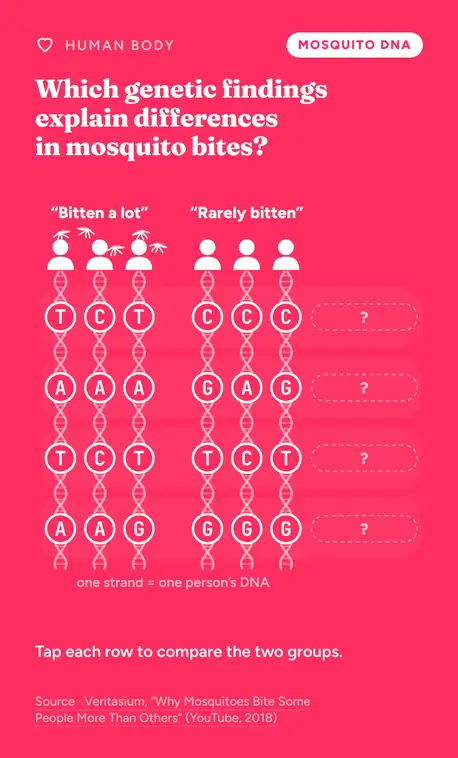 HUMAN BODY
MOSQUITO DNA
Which genetic findings
explain differences
in mosquito bites?
“Bitten a lot” “Rarely bitten”
T C T C C C ?
A A A G A G ?
T C T T C T ?
A A G G G G ?
one strand = one person’s DNA
Tap each row to compare the two groups.
Source · Veritasium, “Why Mosquitoes Bite Some
People More Than Others” (YouTube, 2018)